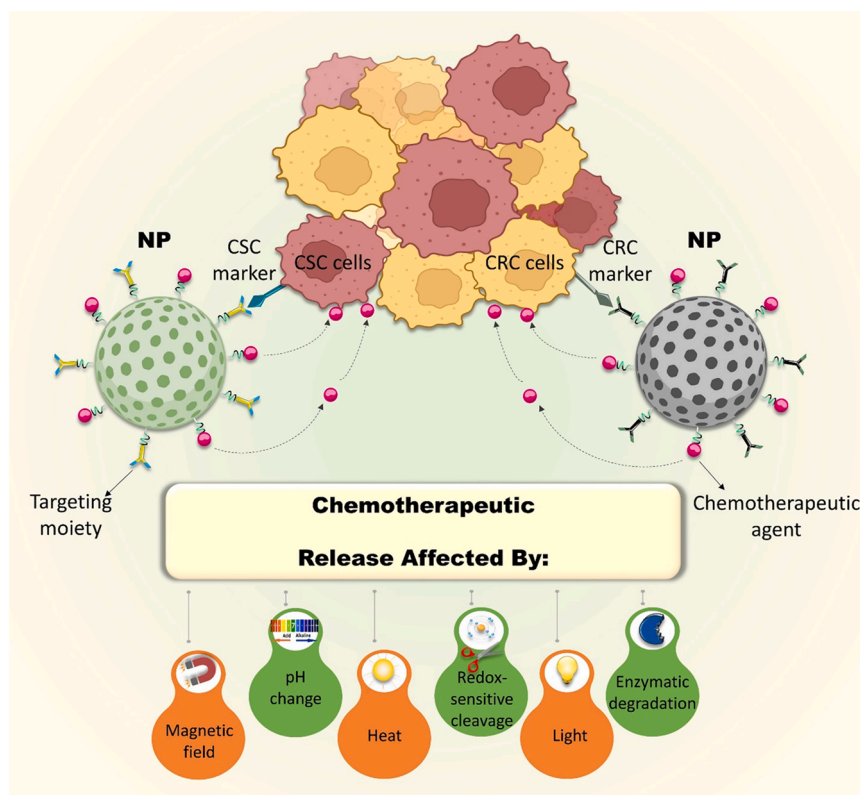 NP
CSC
marker
CSC cells
CRC cells
CRC
marker
NP
Targeting
moiety
Chemotherapeutic
agent
Chemotherapeutic
Release Affected By:
Acid Alkaline
Magnetic
field
pH
change
Heat
Redox-
sensitive
cleavage
Light
Enzymatic
degradation